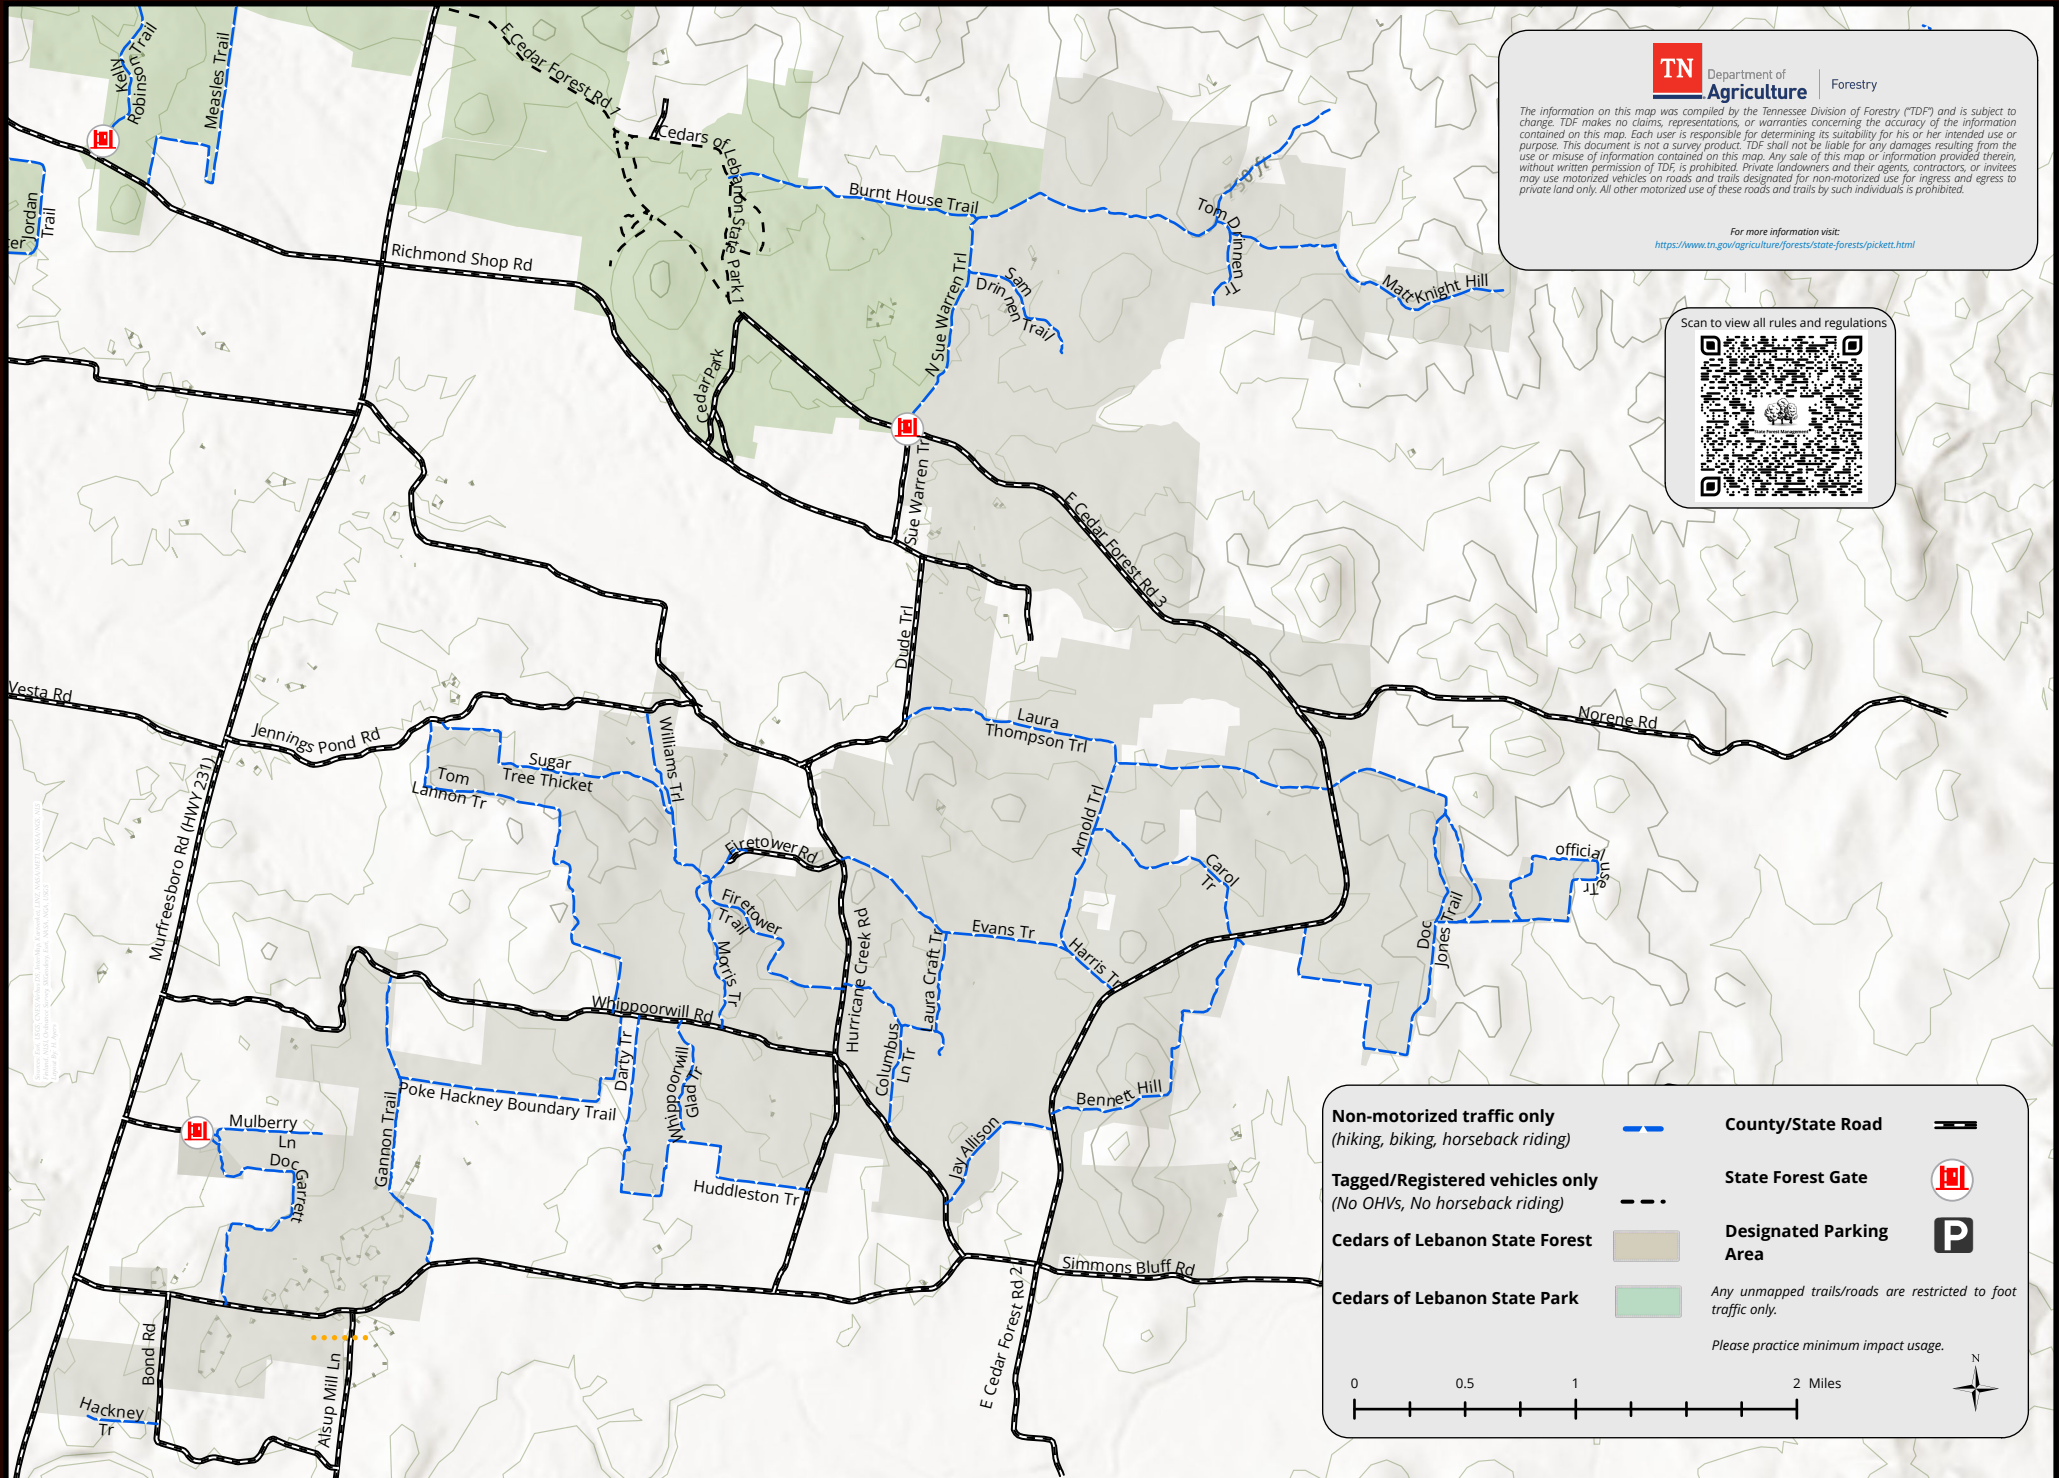 Kelly
Robinson Trail
Measles Trail
Jordan
Trail
E Cedar Forest Rd 7
Cedars of Lebanon State Park 1
Burnt House Trail
750 ft
Tom Drinnen
Tr
Matt Knight Hill
Richmond Shop Rd
N Sue Warren Trl
Sam
Drinnen
Trail
Cedar Park
Sue Warren Tr
E Cedar Forest Rd 3
Dude Trl
Vesta Rd
Jennings Pond Rd
Laura
Thompson Trl
Norene Rd
Williams Trl
Sugar
Tree Thicket
Tom
Lannon Tr
Murfreesboro Rd (HWY 231)
Firetower Rd
Arnold Trl
Carol
Tr
official use
Tr
Firetower
Trail
Morris Tr
Hurricane Creek Rd
Evans Tr
Harris Tr
Laura Craft Tr
Doc
Jones Trail
Whippoorwill Rd
Columbus
Ln Tr
Darty Tr
Whippoorwill
Glad Tr
Poke Hackney Boundary Trail
Bennett Hill
Gannon Trail
Mulberry
Ln
Doc Garrett
Jay Allison
Huddleston Tr
Simmons Bluff Rd
E Cedar Forest Rd 2
Bond Rd
Alsup Mill Ln
Hackney
Tr
TN
Department of
Agriculture
Forestry
The information on this map was compiled by the Tennessee Division of Forestry (“TDF”) and is subject to
change. TDF makes no claims, representations, or warranties concerning the accuracy of the information
contained on this map. Each user is responsible for determining its suitability for his or her intended use or
purpose. This document is not a survey product. TDF shall not be liable for any damages resulting from the
use or misuse of information contained on this map. Any sale of this map or information provided therein,
without written permission of TDF, is prohibited. Private landowners and their agents, contractors, or invitees
may use motorized vehicles on roads and trails designated for non-motorized use for ingress and egress to
private land only. All other motorized use of these roads and trails by such individuals is prohibited.
For more information visit:
https://www.tn.gov/agriculture/forests/state-forests/pickett.html
Scan to view all rules and regulations
State Forest Management
Non-motorized traffic only
(hiking, biking, horseback riding)
Tagged/Registered vehicles only
(No OHVs, No horseback riding)
Cedars of Lebanon State Forest
Cedars of Lebanon State Park
County/State Road
State Forest Gate
Designated Parking
Area
P
Any unmapped trails/roads are restricted to foot
traffic only.
Please practice minimum impact usage.
N
0 0.5 1 2 Miles